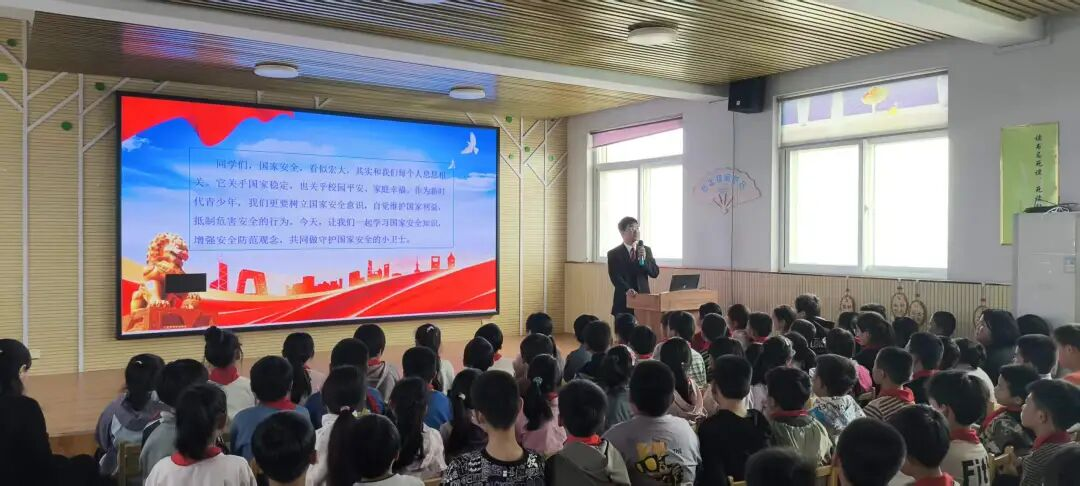 同学们，国家安全，看似宏大，其实和我们每个人息息相
关。它关乎国家稳定，也关乎校园平安、家庭幸福。作为新时
代青少年，我们更要树立国家安全意识，自觉维护国家利益，
抵制危害安全的行为。今天，让我们一起学习国家安全知识，
增强安全防范观念，共同做守护国家安全的小卫士。
Fit